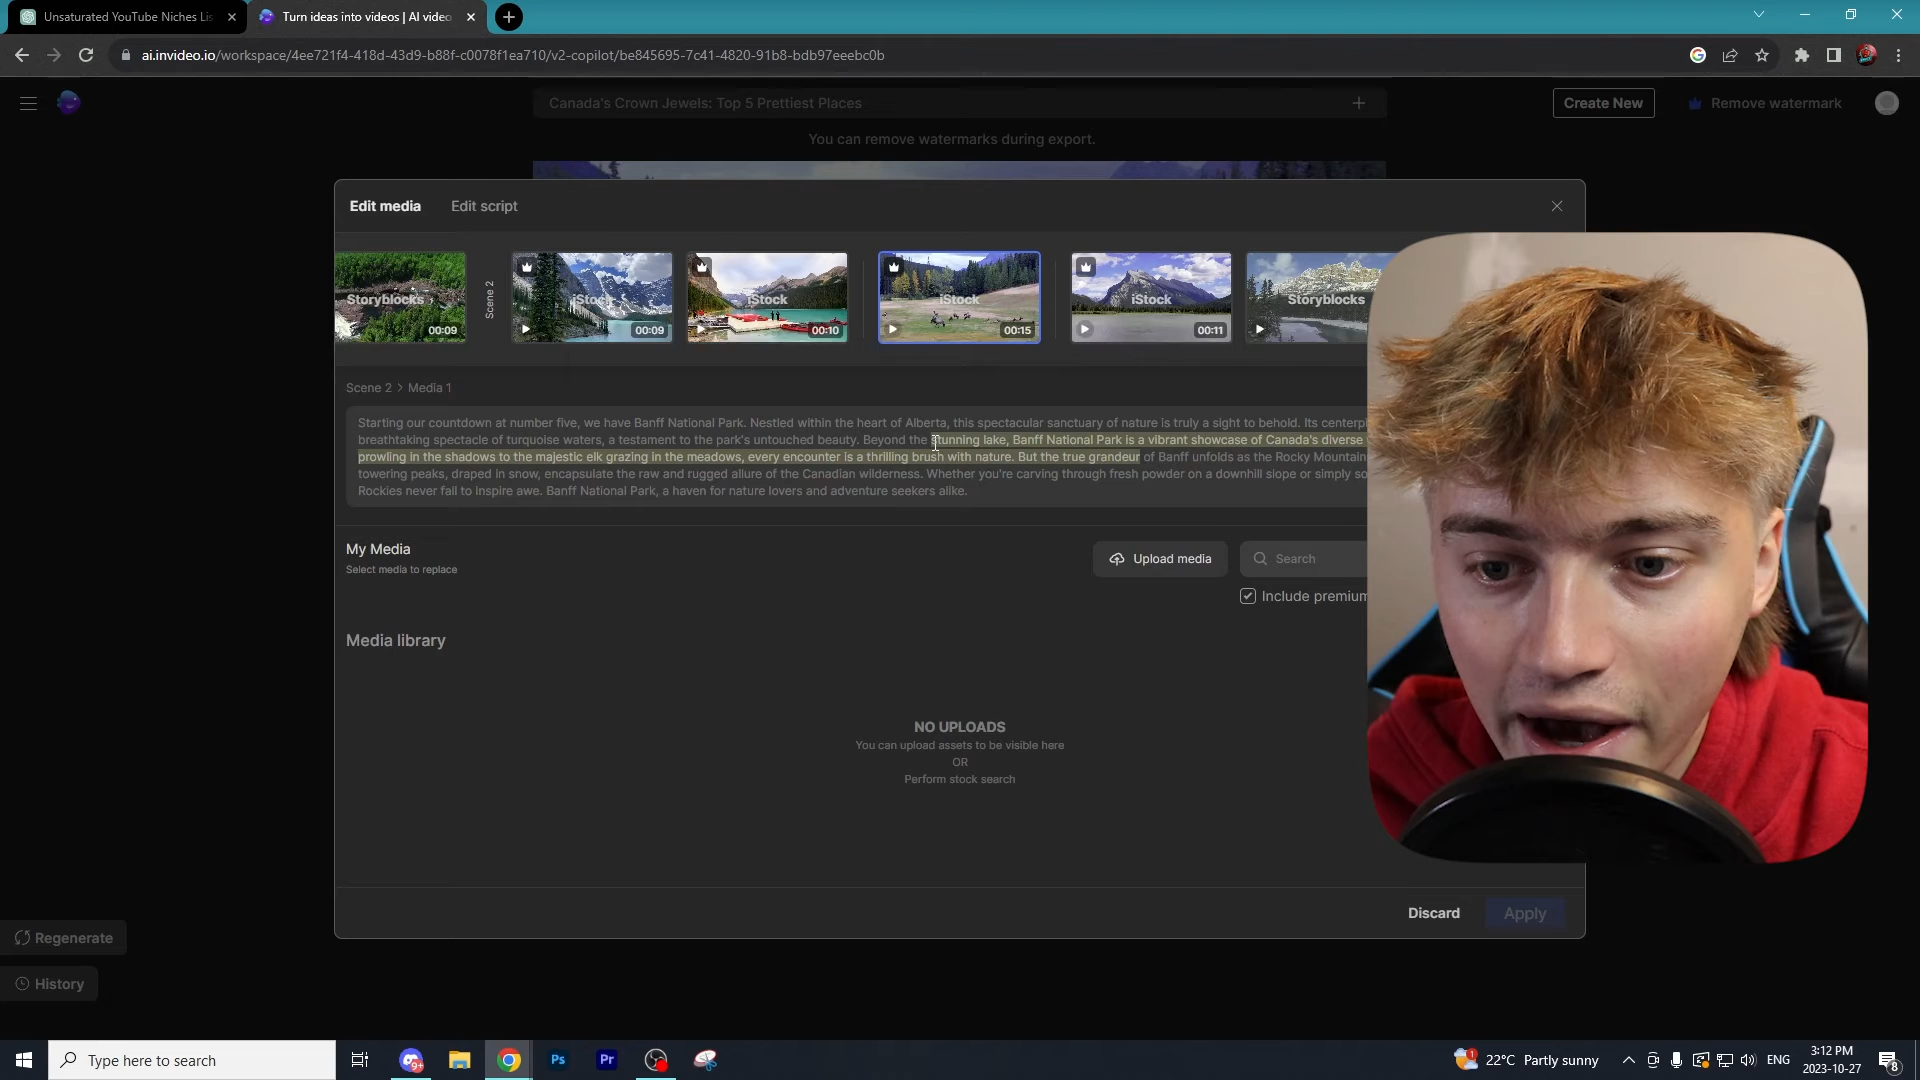 Unsaturated YouTube Niches Lis
Turn ideas into videos | AI video
ai.invideo.io/workspace/4ee721f4-418d-43d9-b88f-c0078f1ea710/v2-copilot/be845695-7c41-4820-91b8-bdb97eeebc0b
Canada's Crown Jewels: Top 5 Prettiest Places
Create New
Remove watermark
You can remove watermarks during export.
Edit media
Edit script
Storyblocks
00:09
Scene 2
iStock
00:09
iStock
00:10
iStock
00:15
iStock
00:11
Storyblocks
Scene 2 > Media 1
Starting our countdown at number five, we have Banff National Park. Nestled within the heart of Alberta, this spectacular sanctuary of nature is truly a sight to behold. Its centerpi
breathtaking spectacle of turquoise waters, a testament to the park's untouched beauty. Beyond the stunning lake, Banff National Park is a vibrant showcase of Canada's diverse
prowling in the shadows to the majestic elk grazing in the meadows, every encounter is a thrilling brush with nature. But the true grandeur of Banff unfolds as the Rocky Mountain
towering peaks, draped in snow, encapsulate the raw and rugged allure of the Canadian wilderness. Whether you're carving through fresh powder on a downhill slope or simply so
Rockies never fail to inspire awe. Banff National Park, a haven for nature lovers and adventure seekers alike.
My Media
Select media to replace
Upload media
Search
Include premium
Media library
NO UPLOADS
You can upload assets to be visible here
OR
Perform stock search
Discard
Apply
Regenerate
History
Type here to search
9+
Ps
Pr
1
22°C Partly sunny
ENG
3:12 PM
2023-10-27
8